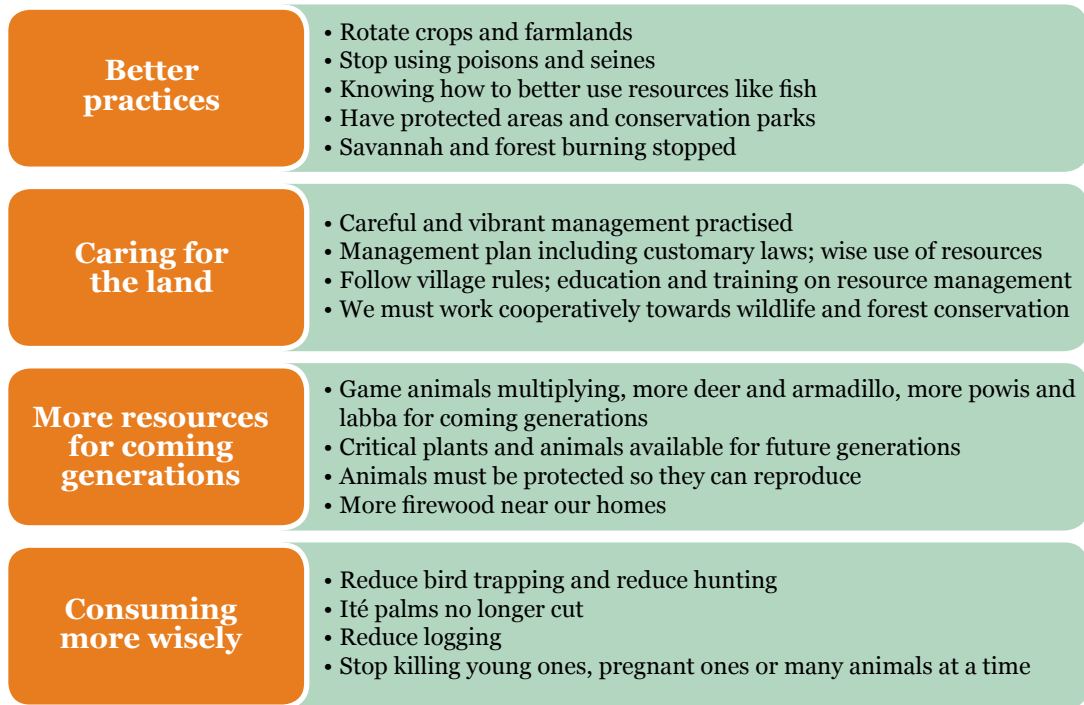 Better
practices
• Rotate crops and farmlands
• Stop using poisons and seines
• Knowing how to better use resources like fish
• Have protected areas and conservation parks
• Savannah and forest burning stopped
Caring for
the land
• Careful and vibrant management practised
• Management plan including customary laws; wise use of resources
• Follow village rules; education and training on resource management
• We must work cooperatively towards wildlife and forest conservation
More resources
for coming
generations
• Game animals multiplying, more deer and armadillo, more powis and
labba for coming generations
• Critical plants and animals available for future generations
• Animals must be protected so they can reproduce
• More firewood near our homes
Consuming
more wisely
• Reduce bird trapping and reduce hunting
• Ité palms no longer cut
• Reduce logging
• Stop killing young ones, pregnant ones or many animals at a time